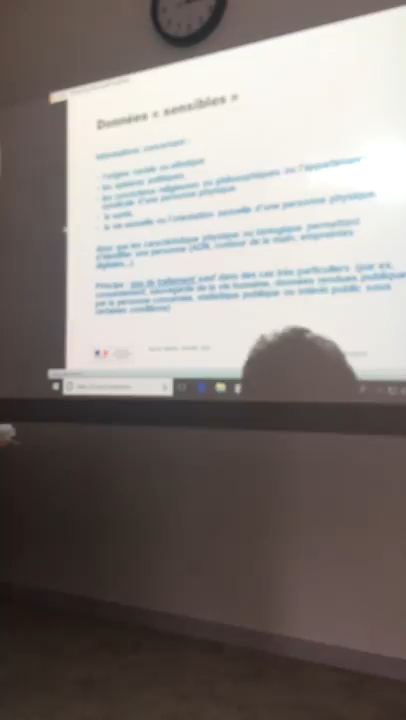 Données « sensibles »
Informations concernant :
- l'origine raciale ou ethnique
- les opinions politiques
- les convictions religieuses ou philosophiques ou l'appartenance
syndicale d'une personne physique
- la santé
- la vie sexuelle ou l'orientation sexuelle d'une personne physique
ainsi que les caractéristiques physique ou biologique permettant
d'identifier une personne (ADN, contour de la main, empreintes
digitales...)
Principe : pas de traitement sauf dans des cas très particuliers (par ex.
consentement, sauvegarde de la vie humaine, données rendues publiques
par la personne concernée, statistique publique ou intérêt public sous
certaines conditions)